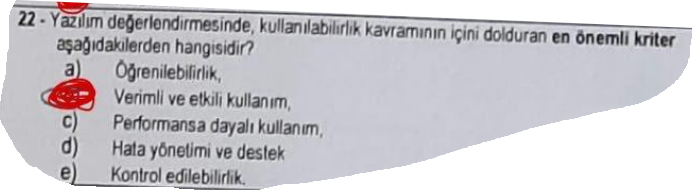 22 - Yazılım değerlendirmesinde, kullanılabilirlik kavramının içini dolduran en önemli kriter
aşağıdakilerden hangisidir?
a) Öğrenilebilirlik,
Verimli ve etkili kullanım,
c) Performansa dayalı kullanım,
d) Hata yönetimi ve destek
e) Kontrol edilebilirlik.